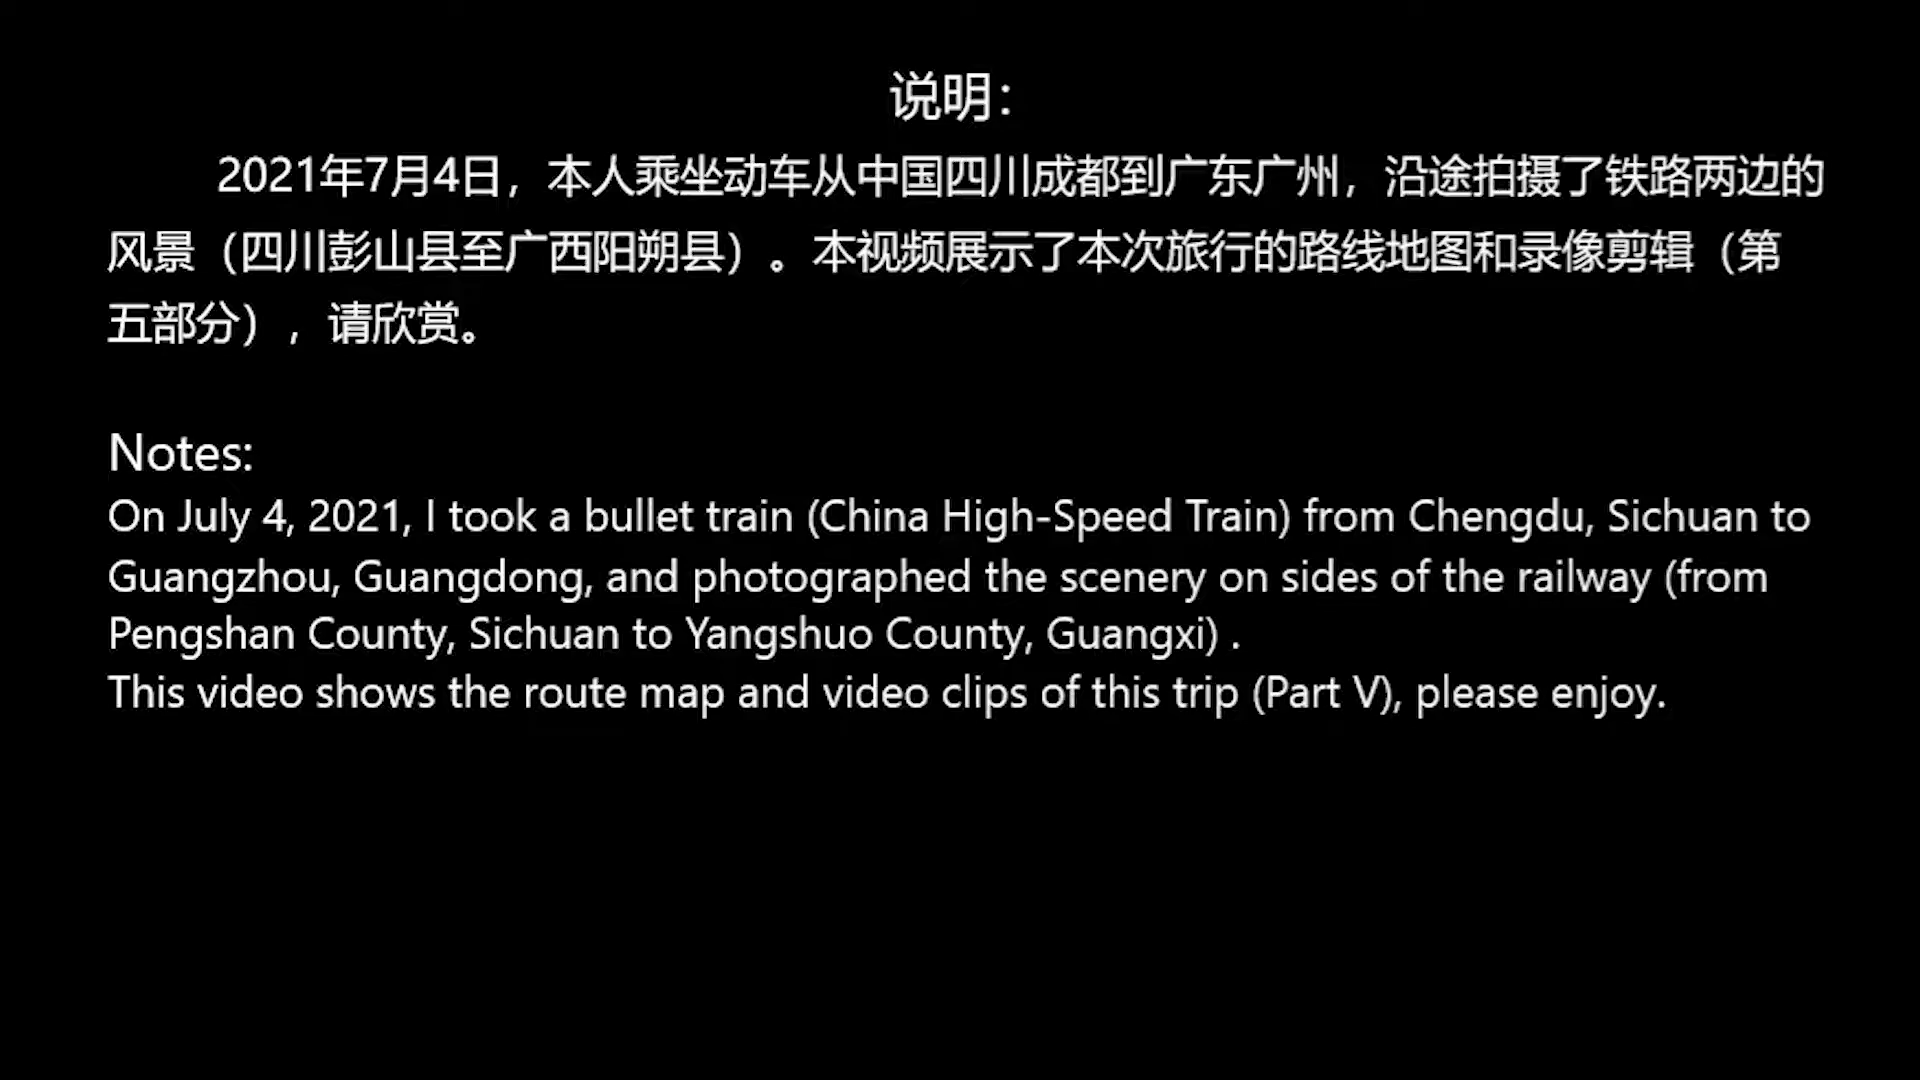 说明：
2021年7月4日，本人乘坐动车从中国四川成都到广东广州，沿途拍摄了铁路两边的
风景（四川彭山县至广西阳朔县）。本视频展示了本次旅行的路线地图和录像剪辑（第
五部分），请欣赏。
Notes:
On July 4, 2021, I took a bullet train (China High-Speed Train) from Chengdu, Sichuan to
Guangzhou, Guangdong, and photographed the scenery on sides of the railway (from
Pengshan County, Sichuan to Yangshuo County, Guangxi) .
This video shows the route map and video clips of this trip (Part V), please enjoy.